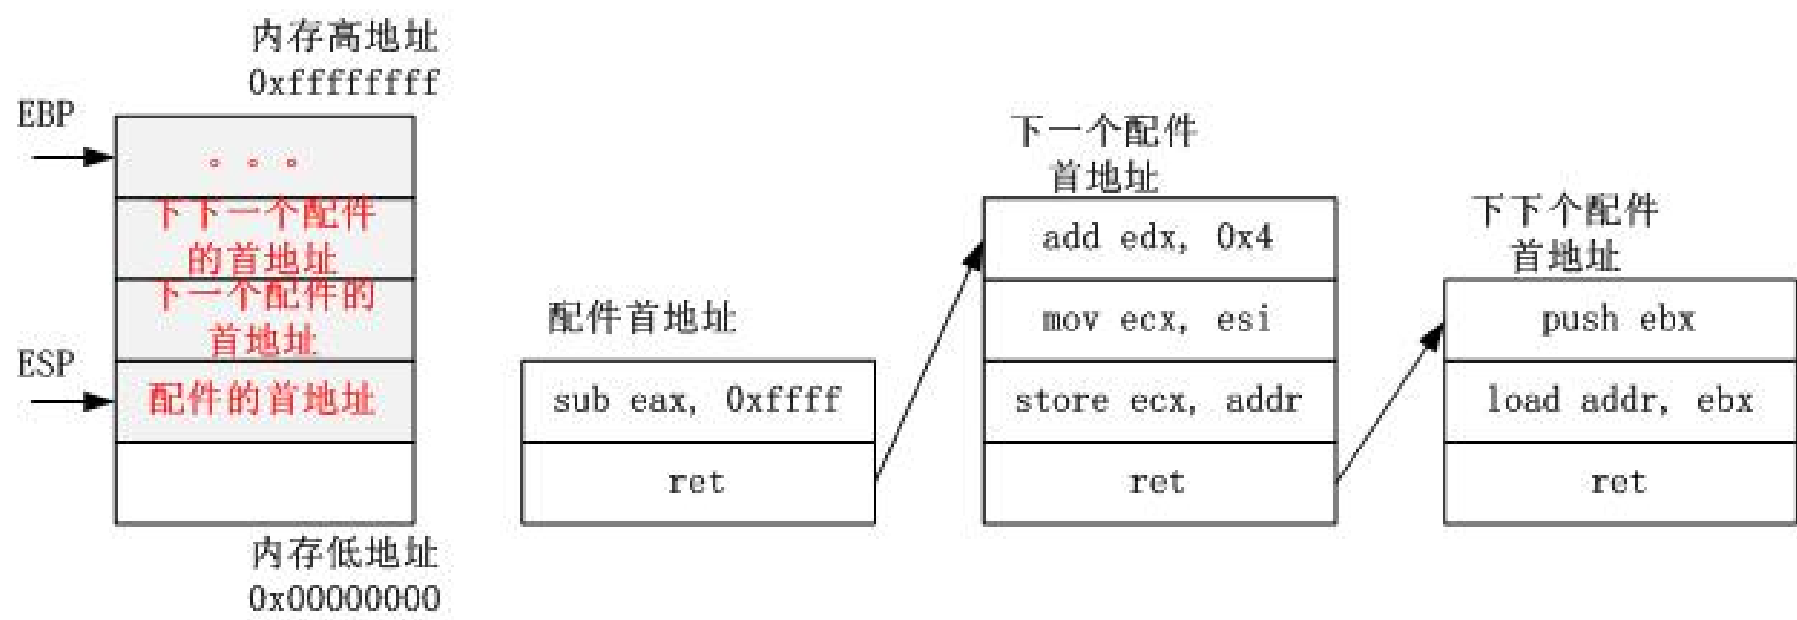 内存高地址
0xffffffff
EBP
。。。
下下一个配件
的首地址
下一个配件的
首地址
ESP
配件的首地址
内存低地址
0x00000000
配件首地址
sub eax, 0xffff
ret
下一个配件
首地址
add edx, 0x4
mov ecx, esi
store ecx, addr
ret
下下个配件
首地址
push ebx
load addr, ebx
ret